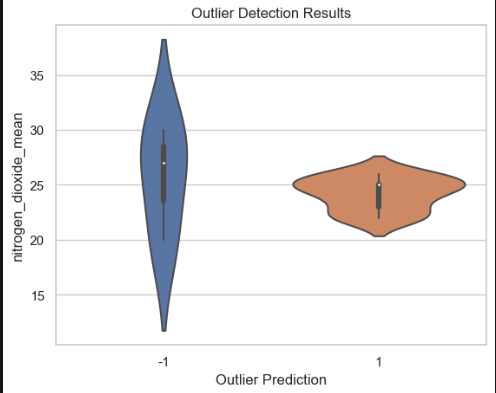 Outlier Detection Results
nitrogen_dioxide_mean
35
30
25
20
15
-1
1
Outlier Prediction